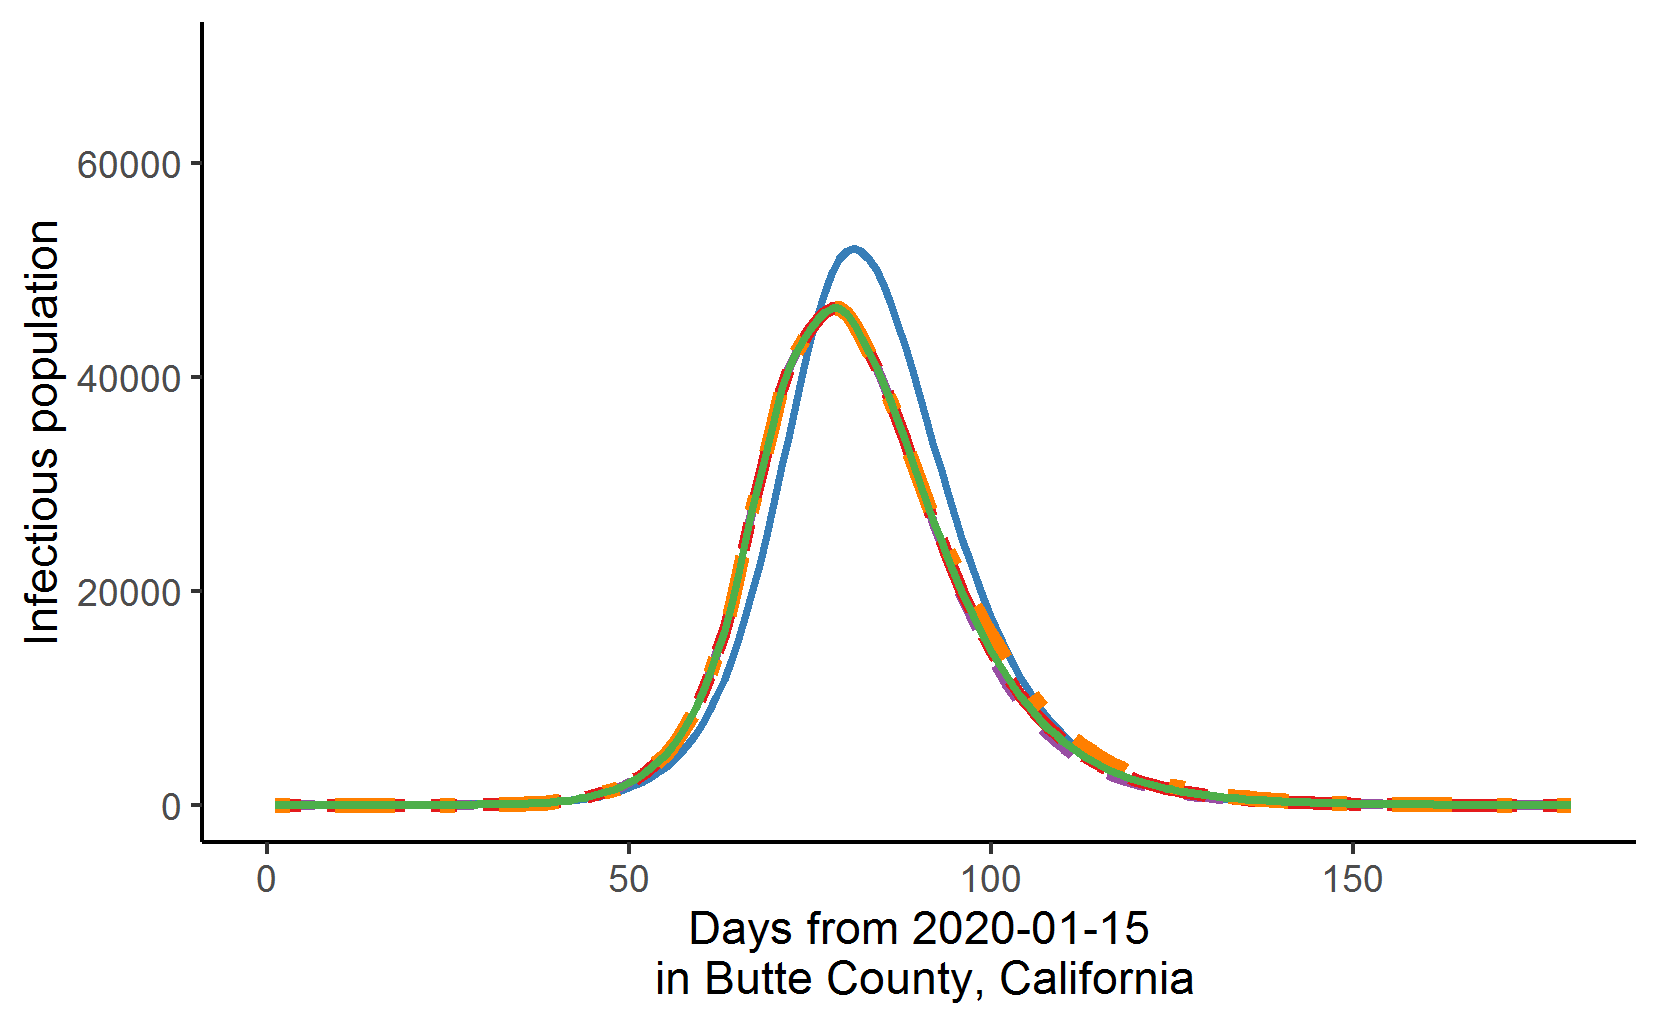 Infectious population
60000
40000
20000
0
0 50 100 150
Days from 2020-01-15
in Butte County, California